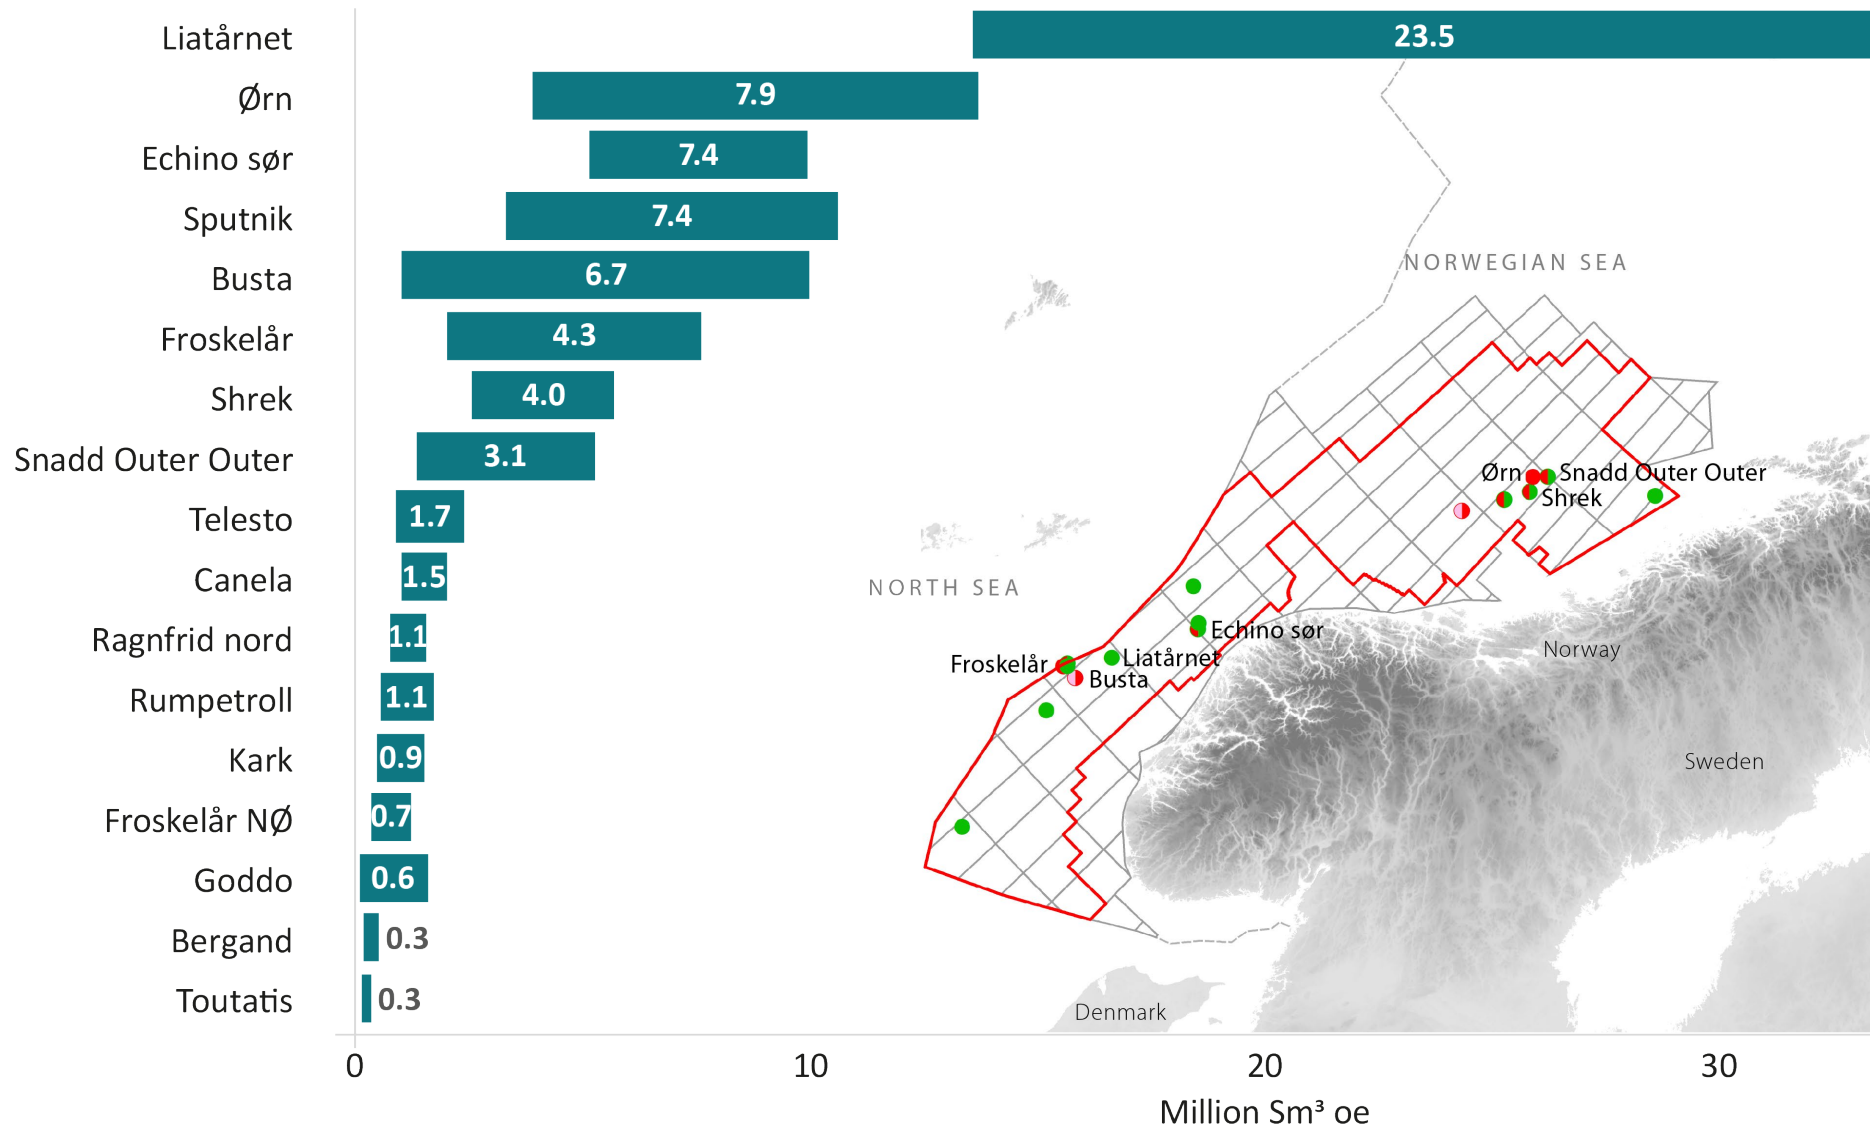 Liatårnet 23.5
Ørn 7.9
Echino sør 7.4
Sputnik 7.4
Busta 6.7
Froskelår 4.3
Shrek 4.0
Snadd Outer Outer 3.1
Telesto 1.7
Canela 1.5
Ragnfrid nord 1.1
Rumpetroll 1.1
Kark 0.9
Froskelår NØ 0.7
Goddo 0.6
Bergand 0.3
Toutatis 0.3
0 10 20 30
Million Sm³ oe
NORWEGIAN SEA
Ørn Snadd Outer Outer
Shrek
NORTH SEA
Echino sør
Froskelår Liatårnet
Busta
Norway
Sweden
Denmark